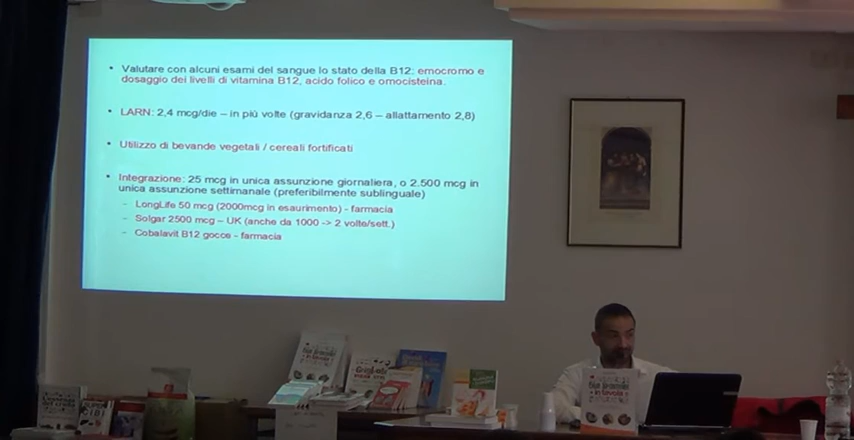 • Valutare con alcuni esami del sangue lo stato della B12: emocromo e
dosaggio dei livelli di vitamina B12, acido folico e omocisteina.
• LARN: 2,4 mcg/die – in più volte (gravidanza 2,6 – allattamento 2,8)
• Utilizzo di bevande vegetali / cereali fortificati
• Integrazione: 25 mcg in unica assunzione giornaliera, o 2.500 mcg in
unica assunzione settimanale (preferibilmente sublinguale)
– LongLife 50 mcg (2000mcg in esaurimento) - farmacia
– Solgar 2500 mcg – UK (anche da 1000 -> 2 volte/sett.)
– Cobalavit B12 gocce - farmacia
in tavola
in tavola